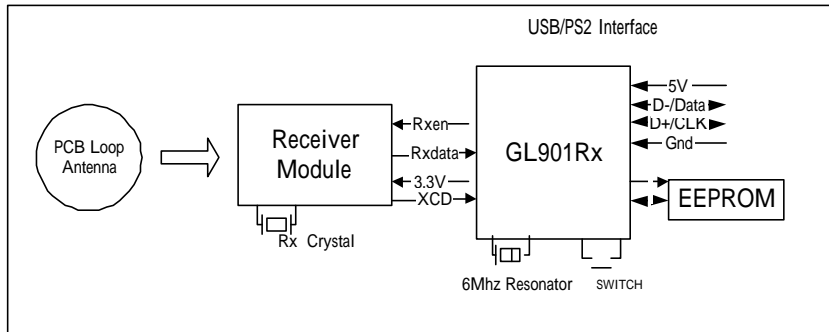 USB/PS2 Interface
PCB Loop
Antenna
Receiver
Module
Rx Crystal
Rxen
Rxdata
3.3V
XCD
GL901Rx
5V
D-/Data
D+/CLK
Gnd
EEPROM
6Mhz Resonator
SWITCH